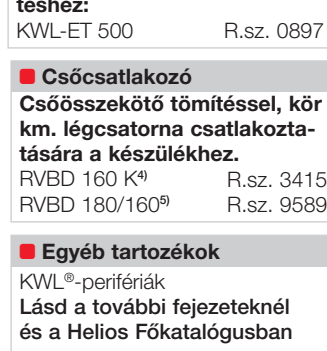 téshez:
KWL-ET 500 R.sz. 0897
Csőcsatlakozó
Csőösszekötő tömítéssel, kör
km. légcsatorna csatlakozta-
tására a készülékhez.
RVBD 160 K4) R.sz. 3415
RVBD 180/1605) R.sz. 9589
Egyéb tartozékok
KWL®-perifériák
Lásd a további fejezeteknél
és a Helios Főkatalógusban